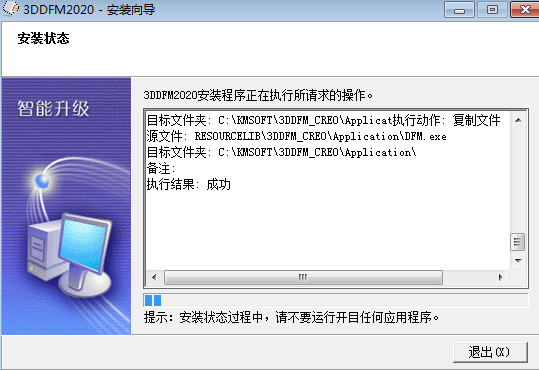 3DDFM2020 - 安装向导
安装状态
智能升级
3DDFM2020安装程序正在执行所请求的操作。
目标文件夹: C:\KMSOFT\3DDFM_CREO\Applicat执行动作: 复制文件
源文件: RESOURCELIB\3DDFM_CREO\Application\DFM.exe
目标文件夹: C:\KMSOFT\3DDFM_CREO\Application\
备注:
执行结果: 成功
提示: 安装状态过程中, 请不要运行开目任何应用程序。
退出(X)